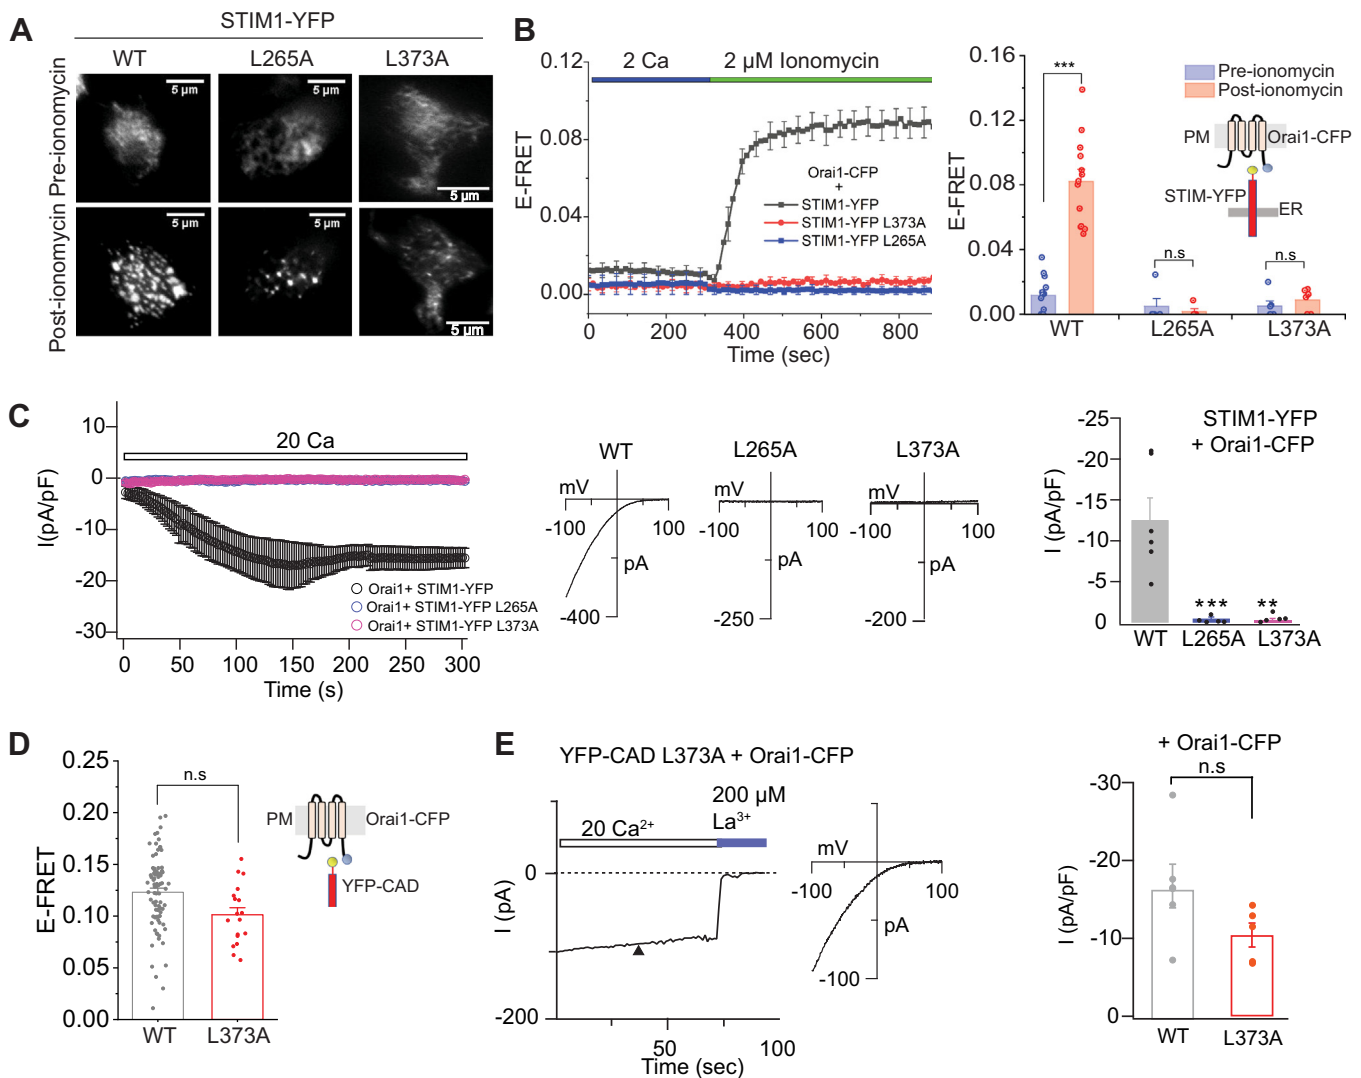 A
STIM1-YFP
WT
L265A
L373A
Pre-ionomycin
5 µm
5 µm
5 µm
Post-ionomycin
5 µm
5 µm
5 µm
B
2 Ca
2 µM Ionomycin
0.12
0.08
0.04
0.00
E-FRET
Orai1-CFP
+
STIM1-YFP
STIM1-YFP L373A
STIM1-YFP L265A
0
200
400
600
800
Time (sec)
0.16
0.12
0.08
0.04
0.00
E-FRET
***
Pre-ionomycin
Post-ionomycin
PM
Orai1-CFP
STIM-YFP
ER
n.s
n.s
WT
L265A
L373A
C
10
0
-10
-20
-30
I(pA/pF)
20 Ca
Orai1+ STIM1-YFP
Orai1+ STIM1-YFP L265A
Orai1+ STIM1-YFP L373A
0
50
100
150
200
250
300
Time (s)
WT
mV
-100
100
pA
-400
L265A
mV
-100
100
pA
-250
L373A
mV
-100
100
pA
-200
STIM1-YFP
+ Orai1-CFP
-25
-20
-15
-10
-5
0
I (pA/pF)
***
**
WT
L265A
L373A
D
0.25
0.20
0.15
0.10
0.05
0.00
E-FRET
n.s
WT
L373A
PM
Orai1-CFP
YFP-CAD
E
YFP-CAD L373A + Orai1-CFP
200 µM
La³⁺
20 Ca²⁺
0
-200
I (pA)
50
100
Time (sec)
mV
-100
100
pA
-100
+ Orai1-CFP
n.s
-30
-20
-10
0
I (pA/pF)
WT
L373A